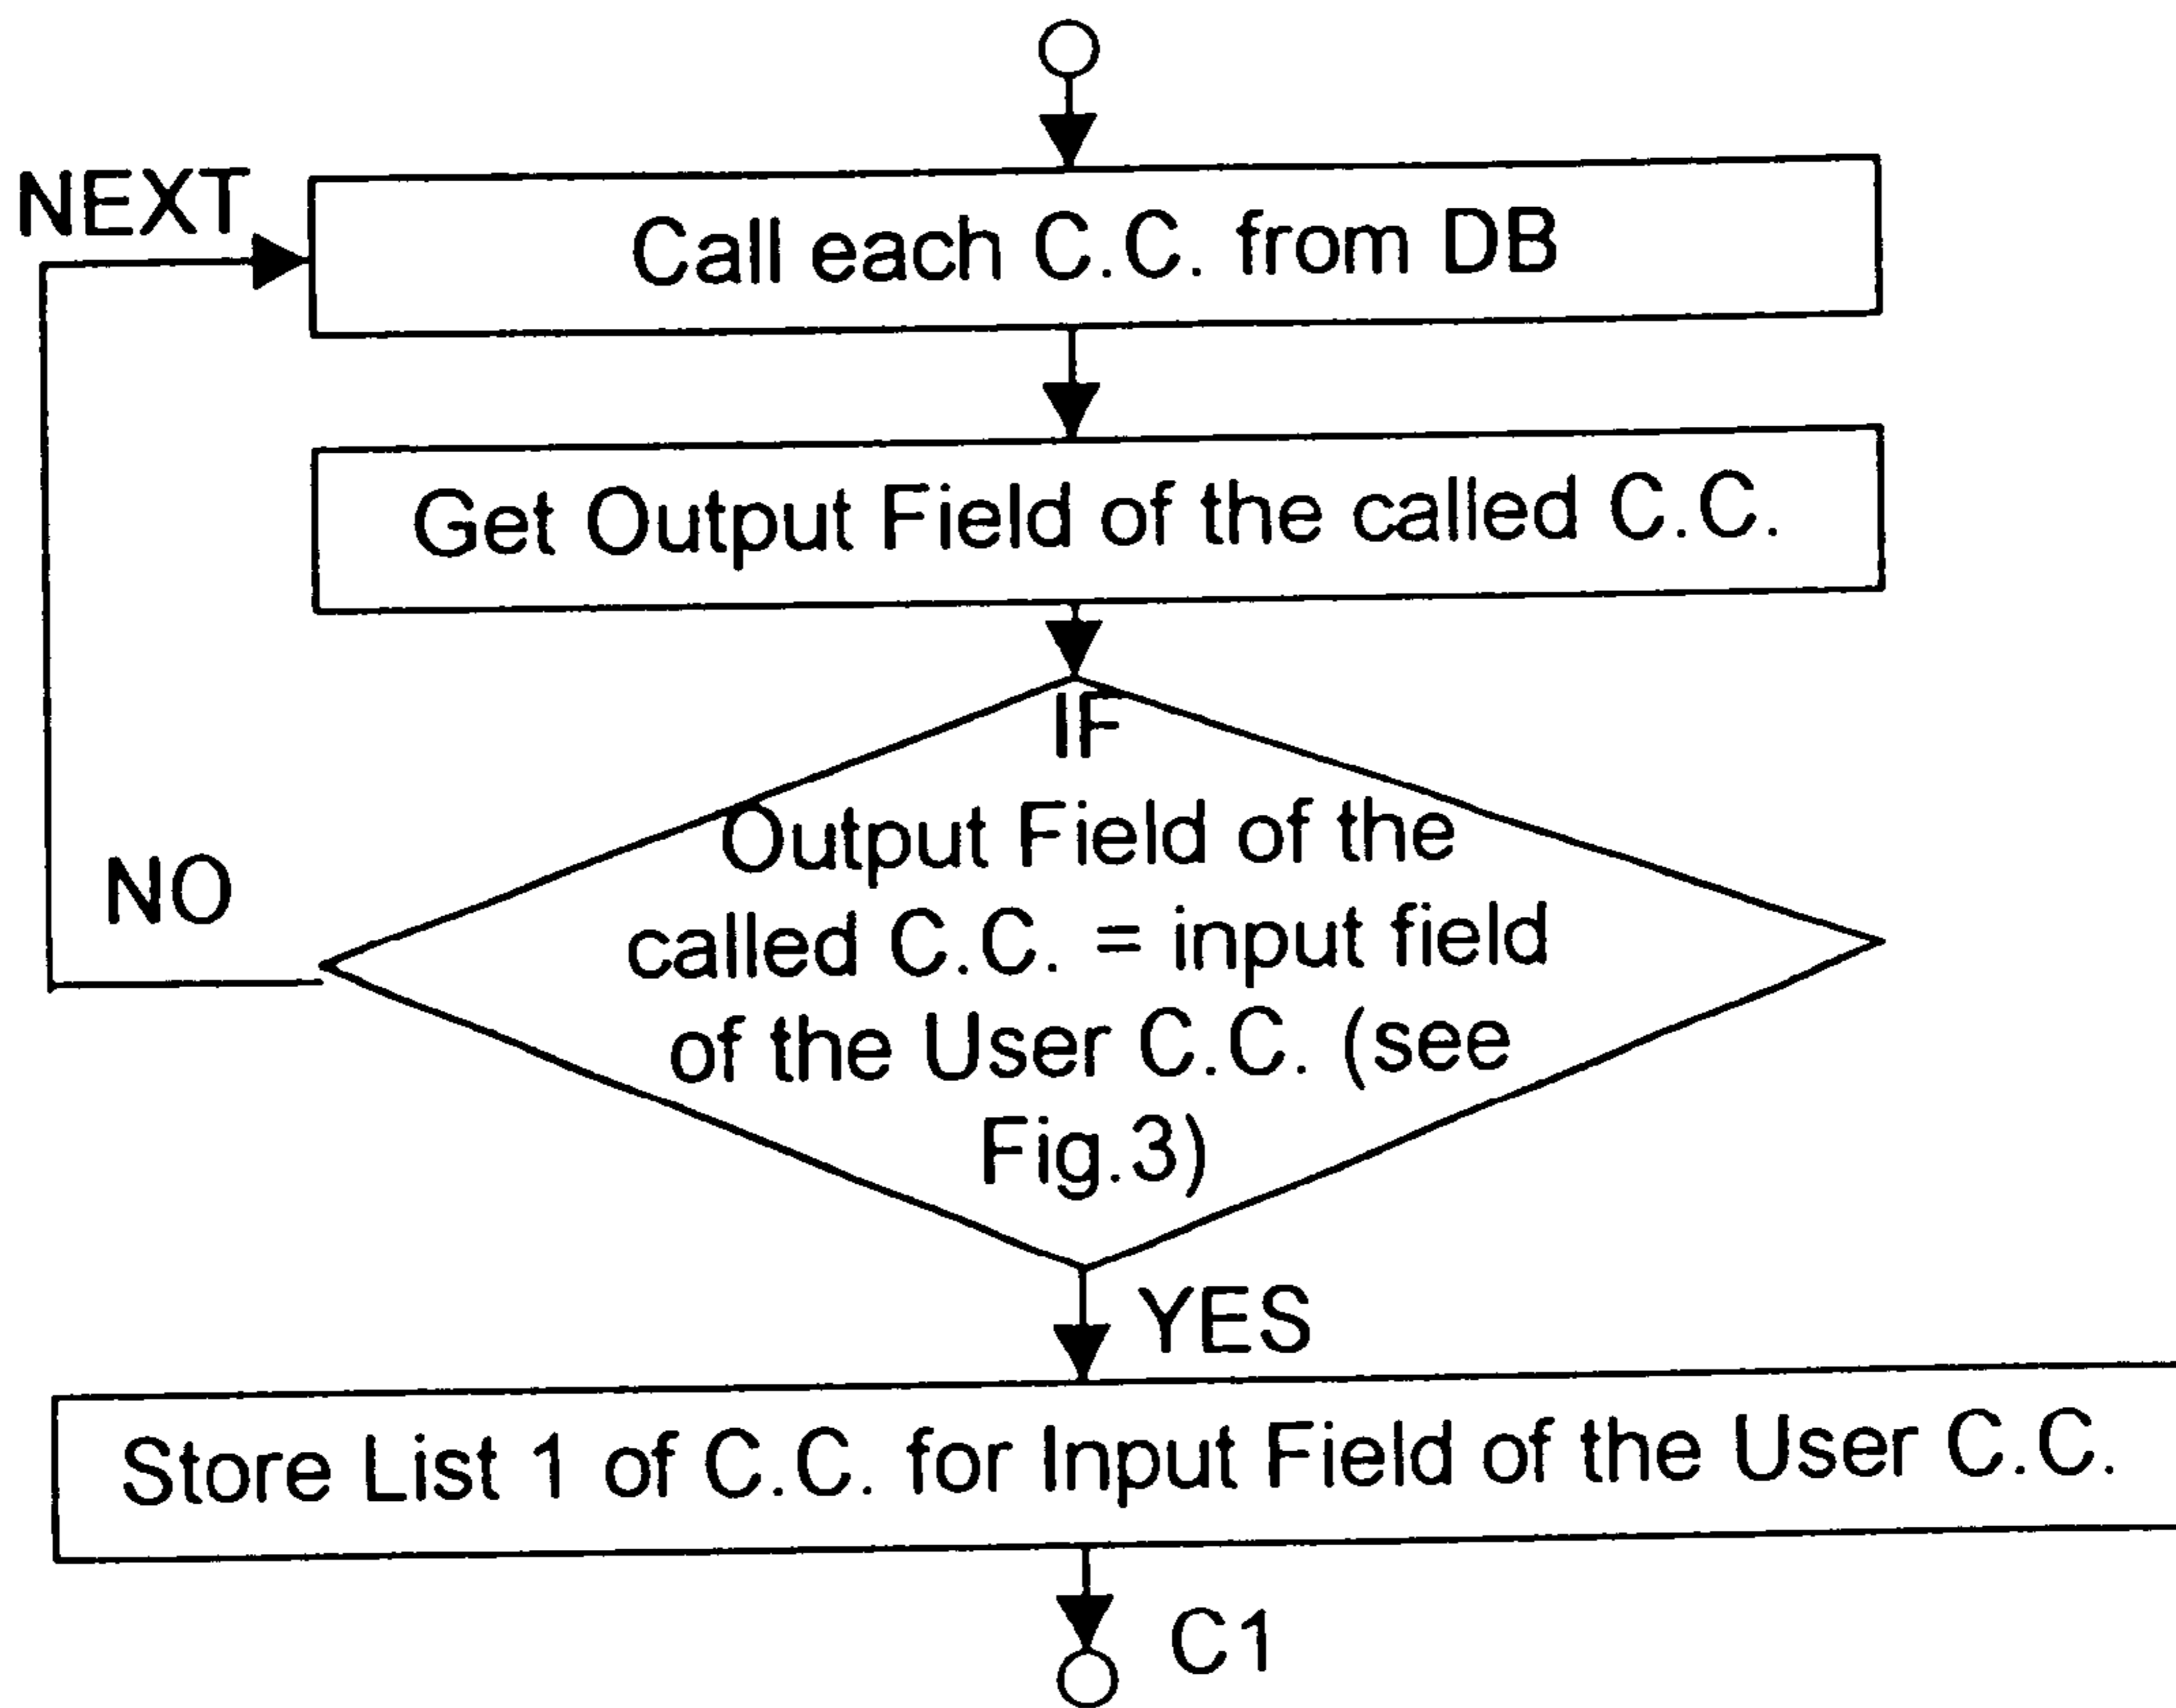 NEXT
Call each C.C. from DB
Get Output Field of the called C.C.
IF
Output Field of the
called C.C. = input field
of the User C.C. (see
Fig.3)
NO
YES
Store List 1 of C.C. for Input Field of the User C.C.
C1